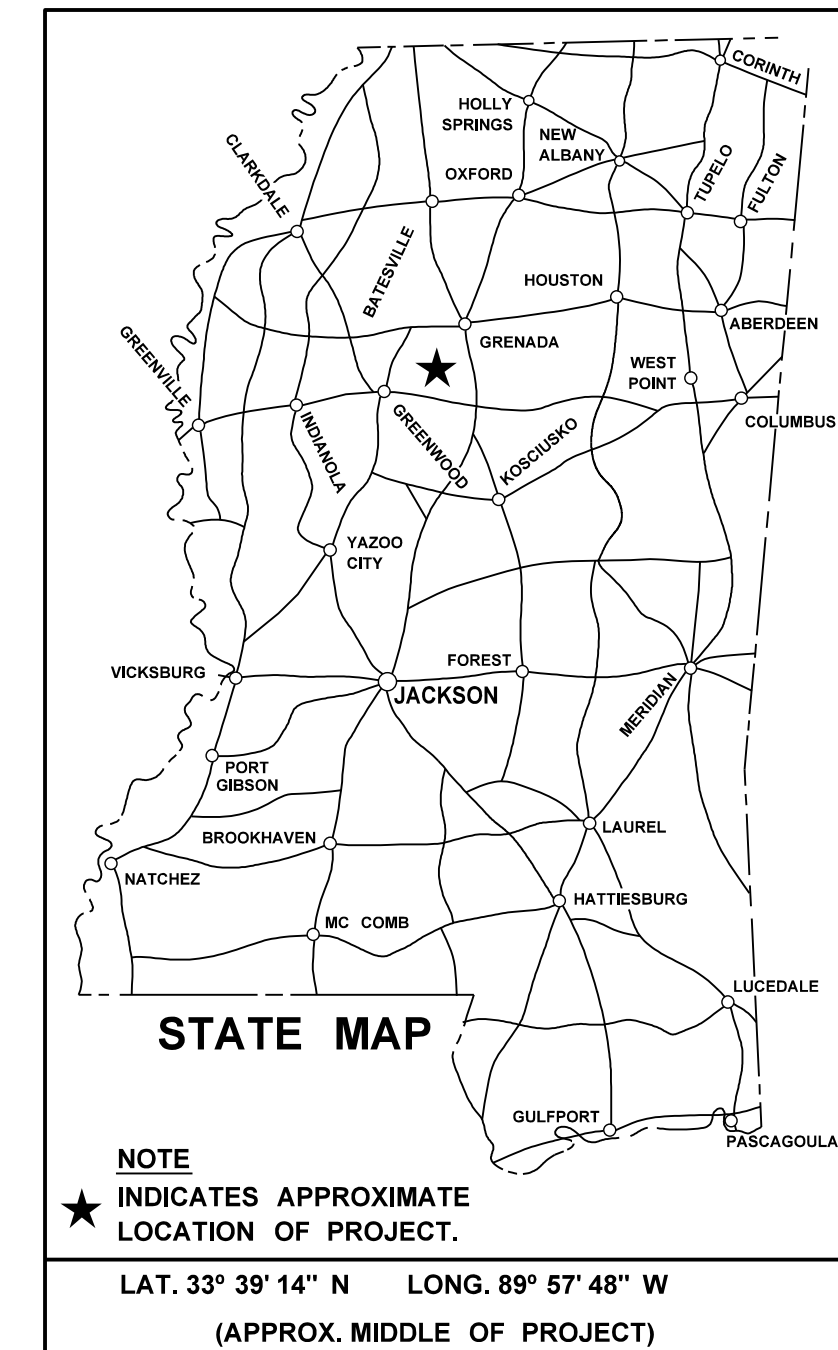 CORINTH
HOLLY
SPRINGS
NEW
ALBANY
CLARKDALE
OXFORD
TUPELO
FULTON
BATESVILLE
HOUSTON
GREENVILLE
GRENADA
ABERDEEN
WEST
POINT
INDIANOLA
GREENWOOD
KOSCIUSKO
COLUMBUS
YAZOO
CITY
VICKSBURG
FOREST
JACKSON
MERIDIAN
PORT
GIBSON
BROOKHAVEN
LAUREL
NATCHEZ
HATTIESBURG
MC COMB
LUCEDALE
STATE MAP
GULFPORT
PASCAGOULA
NOTE
INDICATES APPROXIMATE
LOCATION OF PROJECT.
LAT. 33° 39' 14" N LONG. 89° 57' 48" W
(APPROX. MIDDLE OF PROJECT)